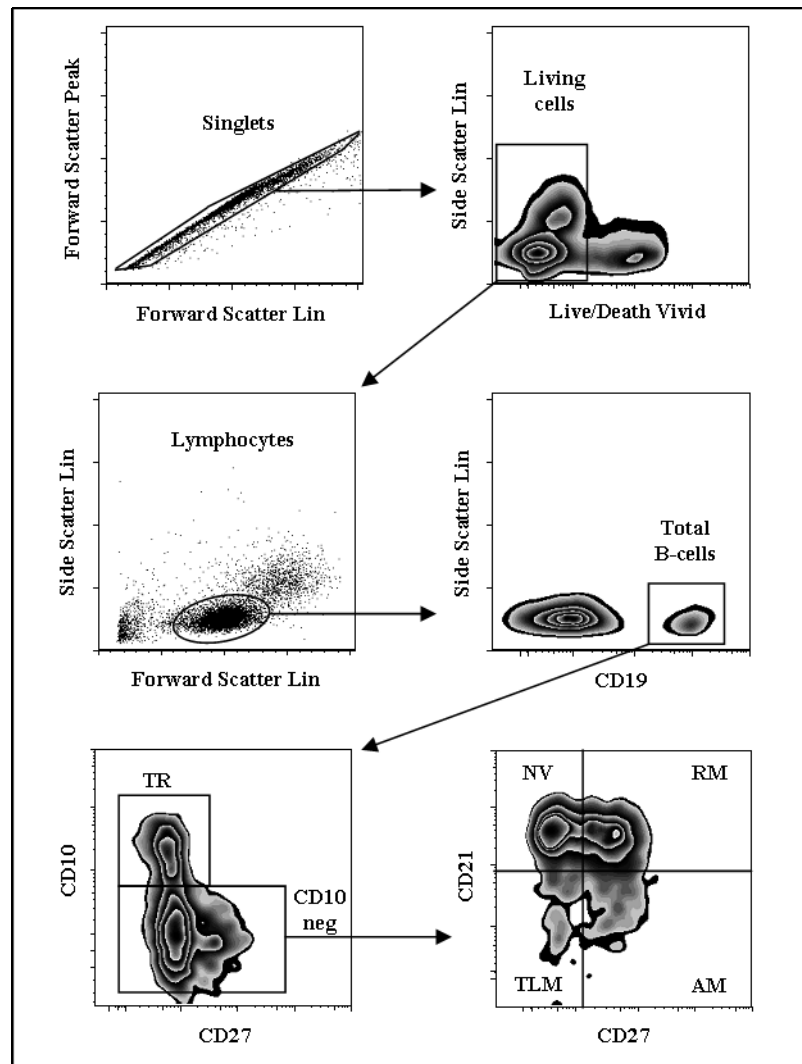 Forward Scatter Peak
Singlets
Forward Scatter Lin
Side Scatter Lin
Living
cells
Live/Death Vivid
Side Scatter Lin
Lymphocytes
Forward Scatter Lin
Side Scatter Lin
Total
B-cells
CD19
CD10
TR
CD10
neg
CD27
CD21
NV
RM
TLM
AM
CD27